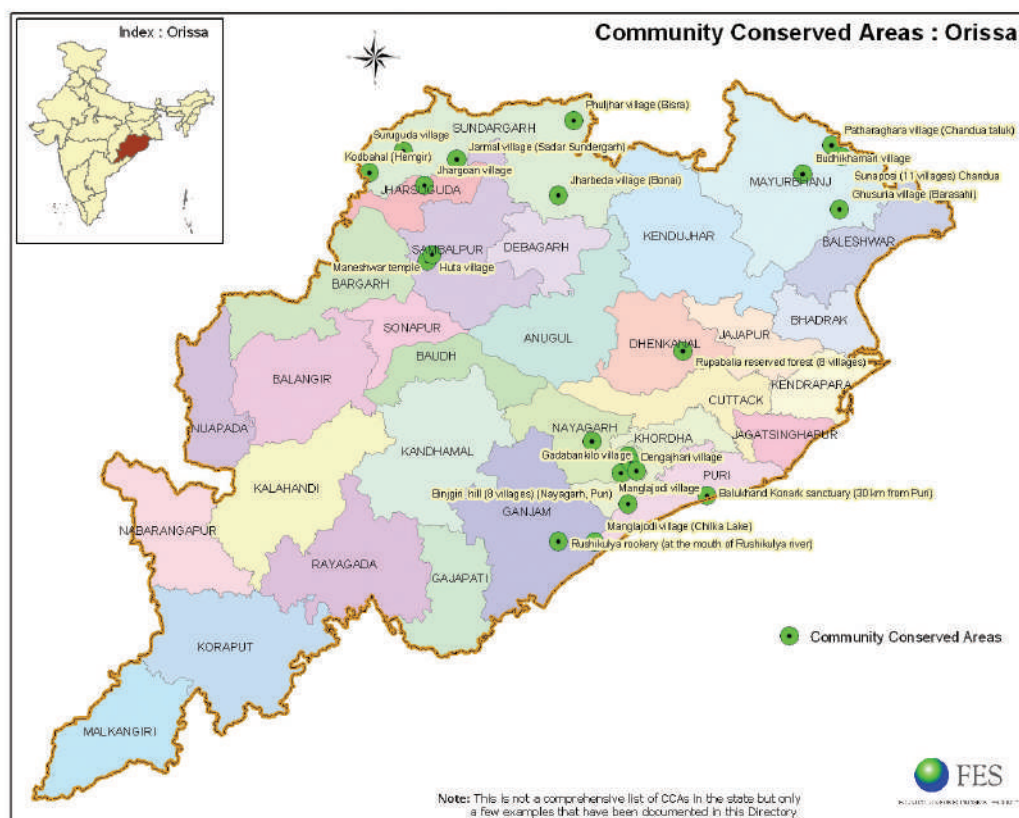 Index : Orissa
Community Conserved Areas : Orissa
Phuljhar village (Bisra)
SUNDARGARH
Suruguda village
Jarmal village (Sadar Sundergarh)
Kodbahal (Hemgir)
Jhargoan village
JHARSUGUDA
Jharbeda village (Bonai)
Patharaghara village (Chandua taluk)
Budhikhamari village
MAYURBHANJ
Sunaposi (11 villages) Chandua
Ghusuria village (Barasahi)
BALESHWAR
KENDUJHAR
SAMBALPUR
DEBAGARH
Maneshwar temple
Huta village
BARGARH
SONAPUR
ANUGUL
DHENKANAL
JAJAPUR
BHADRAK
Rupabalia reserved forest (8 villages)
BAUDH
BALANGIR
KENDRAPARA
CUTTACK
NUAPADA
NAYAGARH
KHORDHA
JAGATSINGHAPUR
KANDHAMAL
Gadabankilo village
Dengajhari village
PURI
KALAHANDI
Binjgiri hill (8 villages) (Nayagarh, Puri)
Manglajodi village
Balukhand Konark sanctuary (30 km from Puri)
GANJAM
NABARANGAPUR
Manglajodi village (Chilka Lake)
Rushikulya rookery (at the mouth of Rushikulya river)
RAYAGADA
GAJAPATI
KORAPUT
Community Conserved Areas
MALKANGIRI
FES
Note: This is not a comprehensive list of CCAs in the state but only
a few examples that have been documented in this Directory